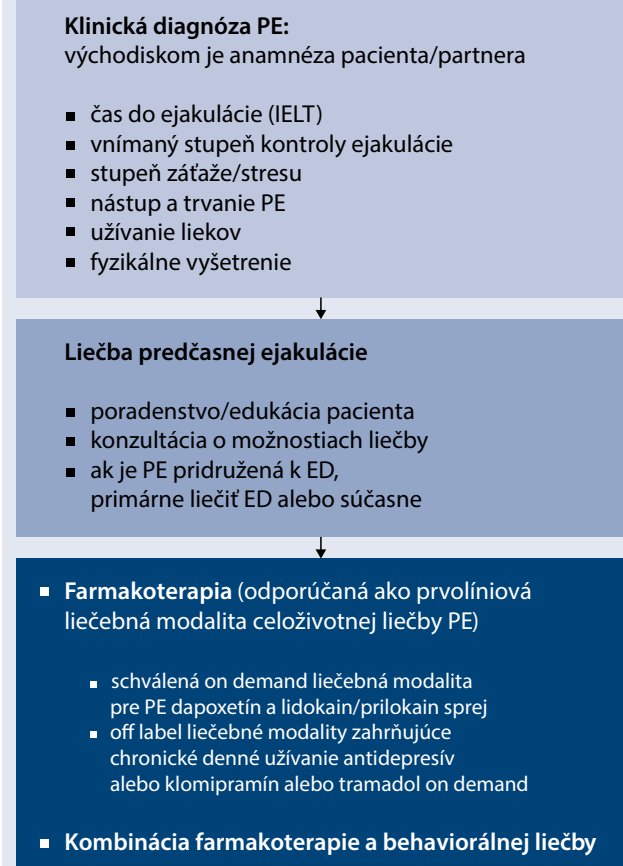 Klinická diagnóza PE:
východiskom je anamnéza pacienta/partnera
▪ čas do ejakulácie (IELT)
▪ vnímaný stupeň kontroly ejakulácie
▪ stupeň záťaže/stresu
▪ nástup a trvanie PE
▪ užívanie liekov
▪ fyzikálne vyšetrenie
Liečba predčasnej ejakulácie
▪ poradenstvo/edukácia pacienta
▪ konzultácia o možnostiach liečby
▪ ak je PE pridružená k ED,
primárne liečiť ED alebo súčasne
▪ Farmakoterapia (odporúčaná ako prvolíniová
liečebná modalita celoživotnej liečby PE)
▪ schválená on demand liečebná modalita
pre PE dapoxetín a lidokain/prilokain sprej
▪ off label liečebné modality zahrňujúce
chronické denné užívanie antidepresív
alebo klomipramín alebo tramadol on demand
▪ Kombinácia farmakoterapie a behaviorálnej liečby